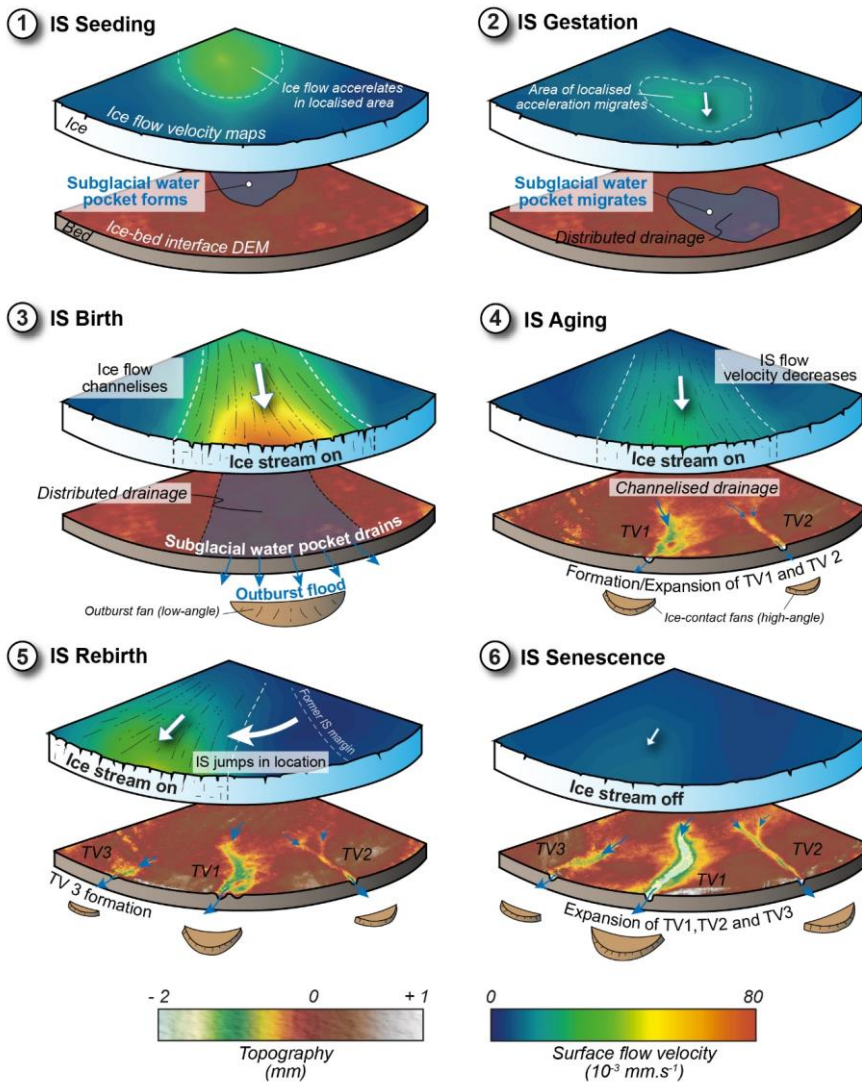 1 IS Seeding
Ice flow accelerates
in localised area
Ice flow velocity maps
Ice
Subglacial water
pocket forms
Ice-bed interface DEM
Bed
2 IS Gestation
Area of localised
acceleration migrates
Subglacial water
pocket migrates
Distributed drainage
3 IS Birth
Ice flow
channelises
Ice stream on
Distributed drainage
Subglacial water pocket drains
Outburst flood
Outburst fan (low-angle)
4 IS Aging
IS flow
velocity decreases
Ice stream on
Channelised drainage
TV1
TV2
Formation/Expansion of TV1 and TV 2
Ice-contact fans (high-angle)
5 IS Rebirth
Former IS
margin
IS jumps in location
Ice stream on
TV3
TV1
TV2
TV 3 formation
6 IS Senescence
Ice stream off
TV3
TV1
TV2
Expansion of TV1,TV2 and TV3
- 2 0 + 1
Topography
(mm)
0 80
Surface flow velocity
(10⁻³ mm.s⁻¹)